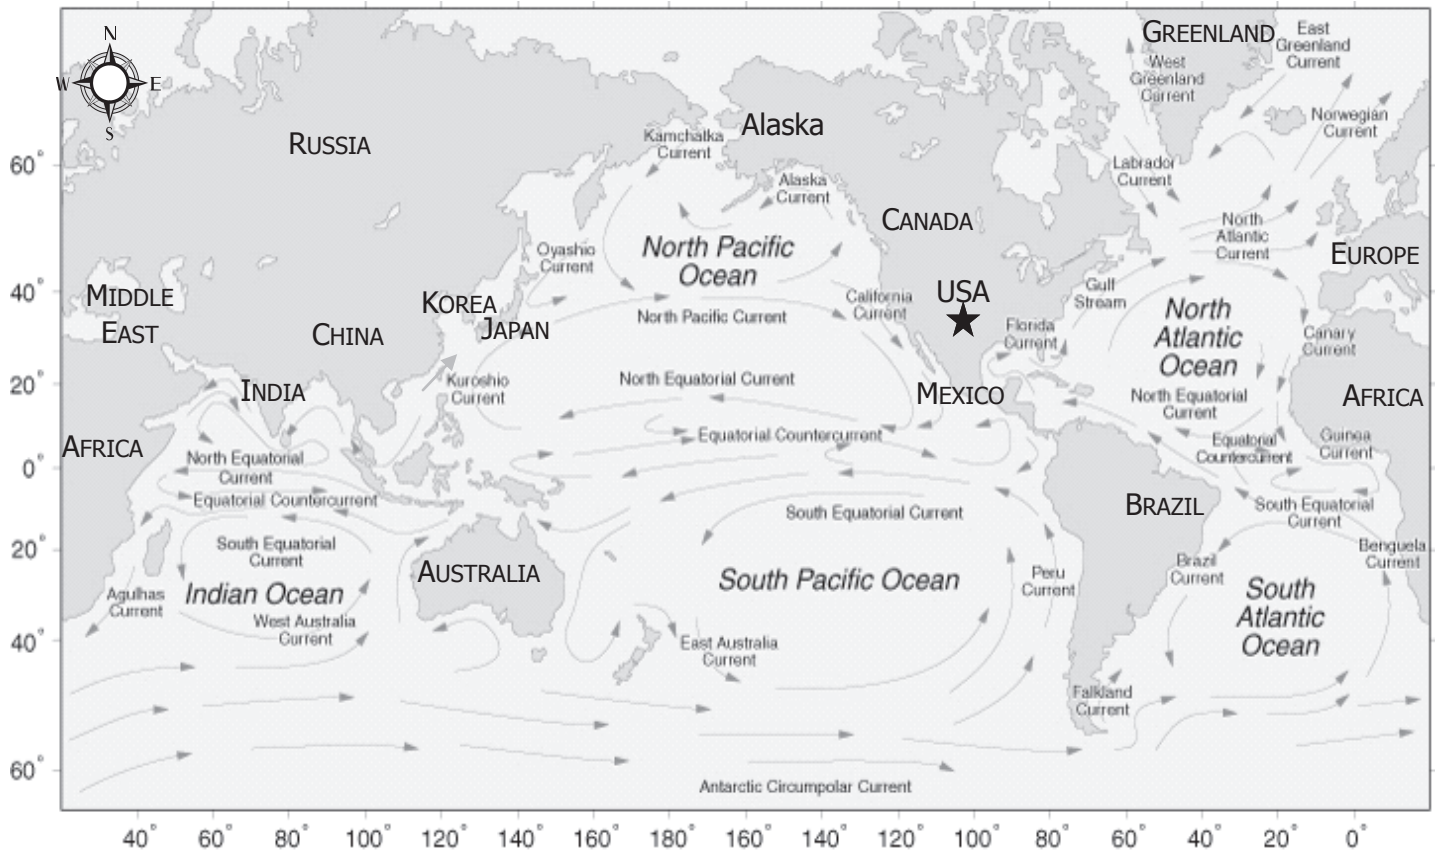 N
W
E
S
GREENLAND
East
Greenland
Current
West
Greenland
Current
Norwegian
Current
RUSSIA
Kamchatka
Current
Alaska
60°
Labrador
Current
Alaska
Current
CANADA
North
Atlantic
Current
EUROPE
Oyashio
Current
North Pacific
Ocean
MIDDLE
EAST
40°
KOREA
JAPAN
CHINA
North Pacific Current
California
Current
USA
Gulf
Stream
Florida
Current
North
Atlantic
Ocean
Canary
Current
20°
INDIA
Kuroshio
Current
North Equatorial Current
MEXICO
North Equatorial
Current
AFRICA
AFRICA
Equatorial Countercurrent
Equatorial
Countercurrent
Guinea
Current
0°
North Equatorial
Current
Equatorial Countercurrent
South Equatorial Current
BRAZIL
South Equatorial
Current
20°
South Equatorial
Current
Indian Ocean
AUSTRALIA
South Pacific Ocean
Peru
Current
Brazil
Current
Benguela
Current
South
Atlantic
Ocean
Agulhas
Current
West Australia
Current
40°
East Australia
Current
Falkland
Current
60°
Antarctic Circumpolar Current
40° 60° 80° 100° 120° 140° 160° 180° 160° 140° 120° 100° 80° 60° 40° 20° 0°